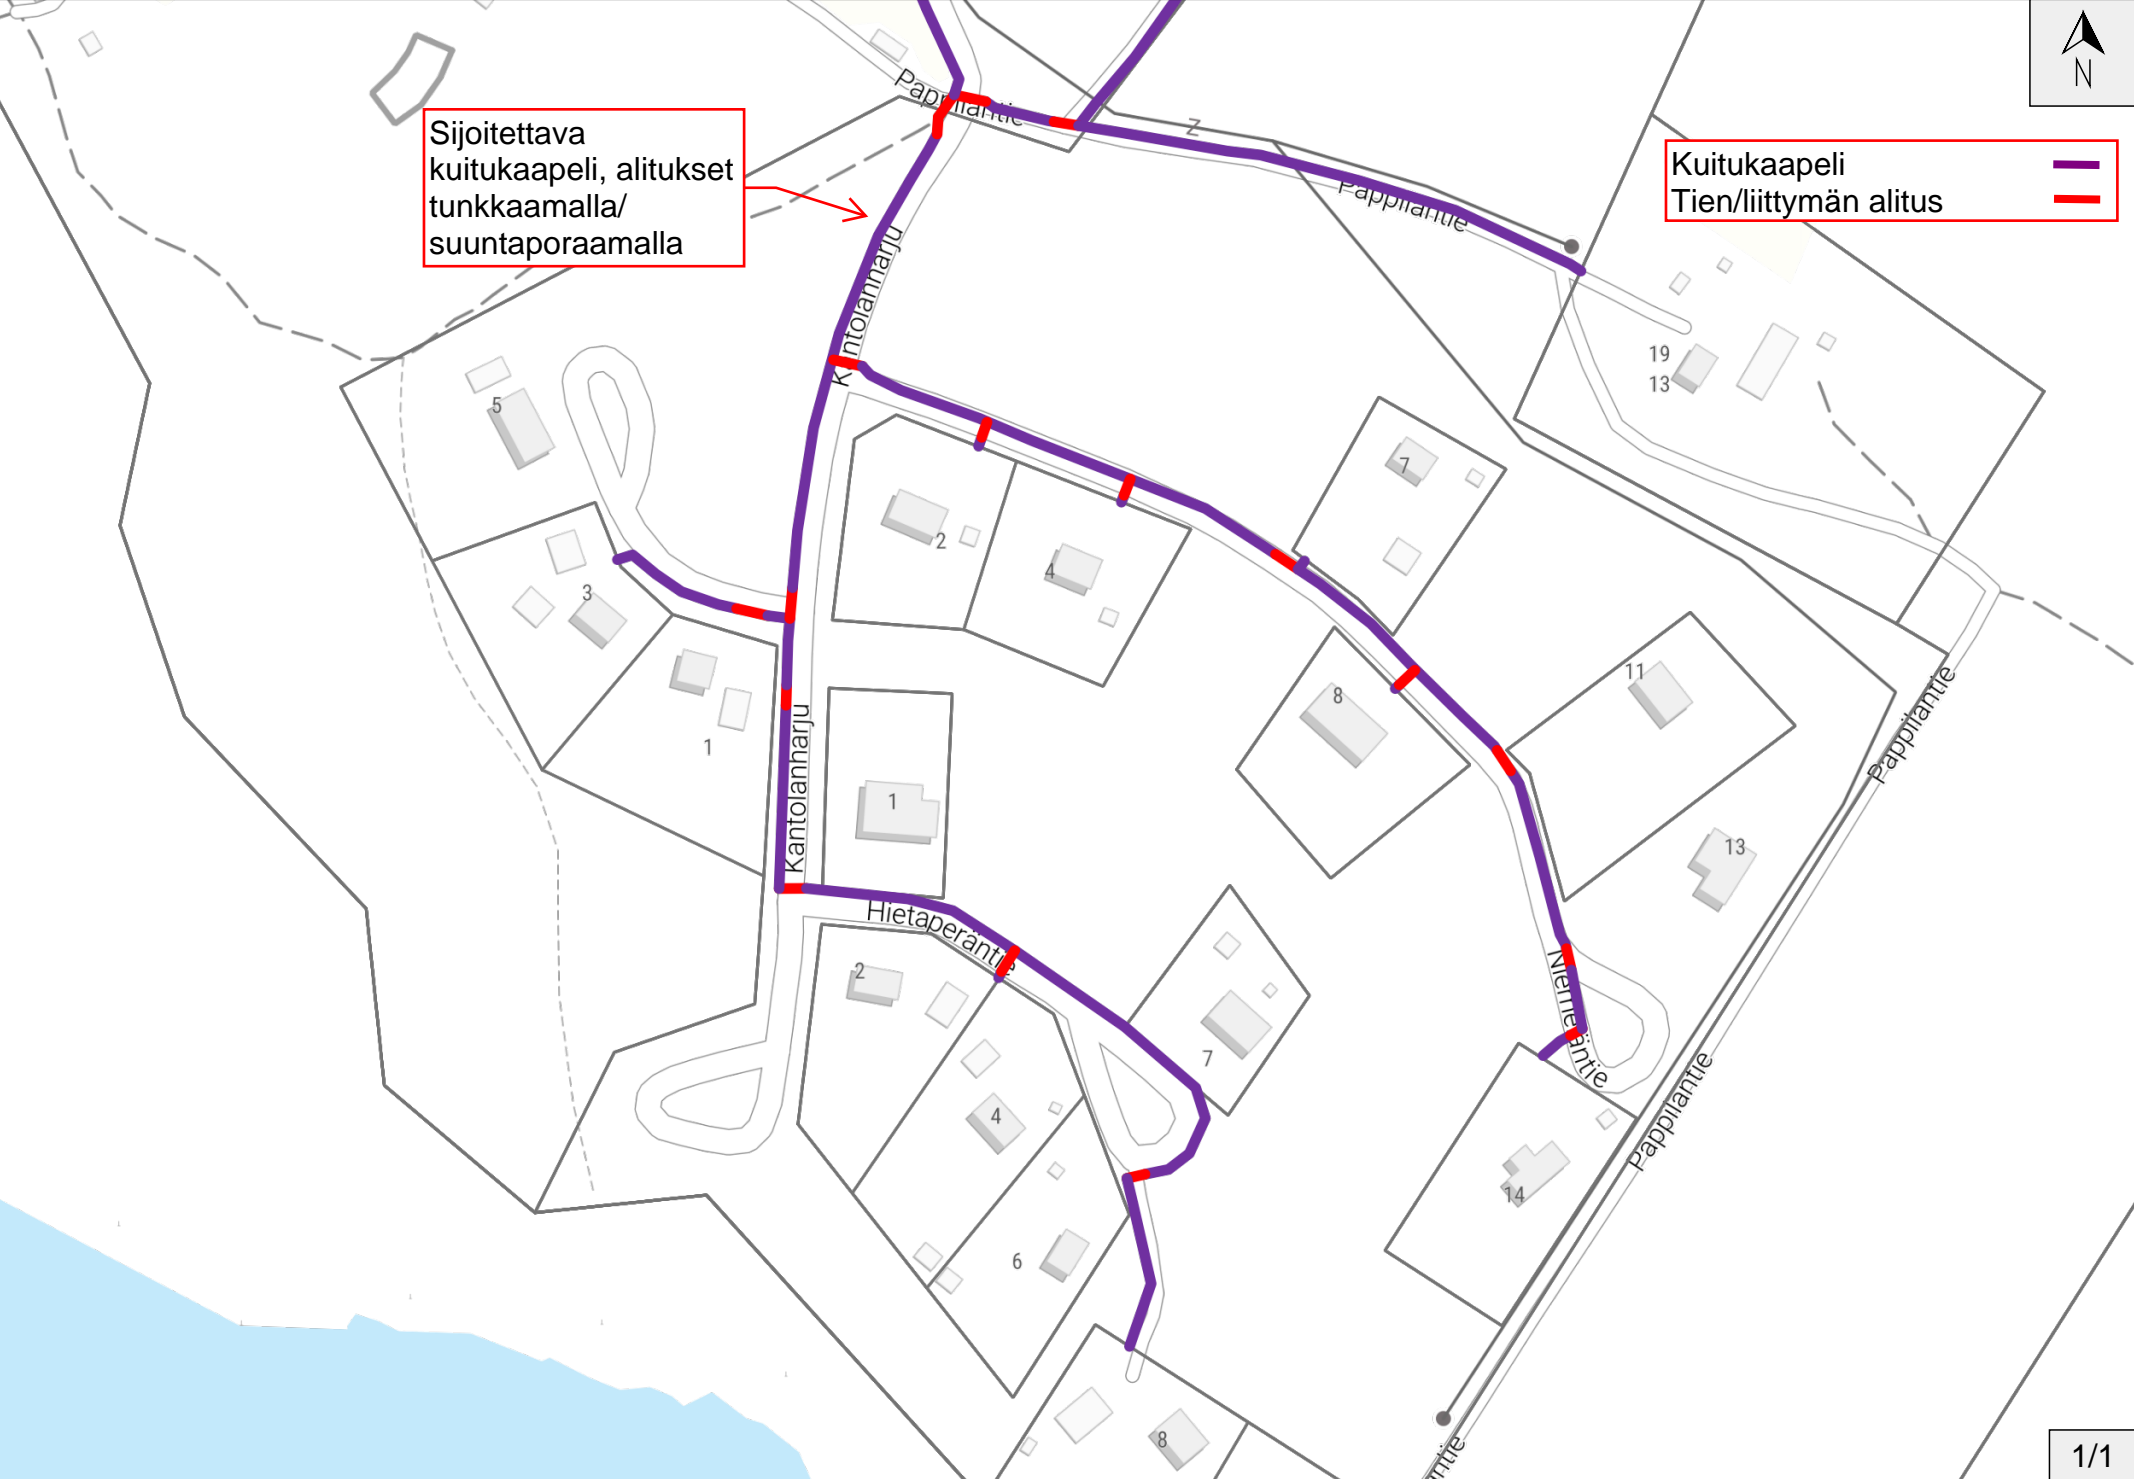 N
Pappilantie
Sijoitettava
kuitukaapeli, alitukset
tunkkaamalla/
suuntaporaamalla
Z
Kuitukaapeli
Tien/liittymän alitus
Pappilantie
Kantolanharju
19
13
5
7
2
4
3
11
8
1
Pappilantie
Kantolanharju
1
13
Hietaperäntie
2
Niemeläntie
7
4
Pappilantie
14
6
8
ntie
1/1